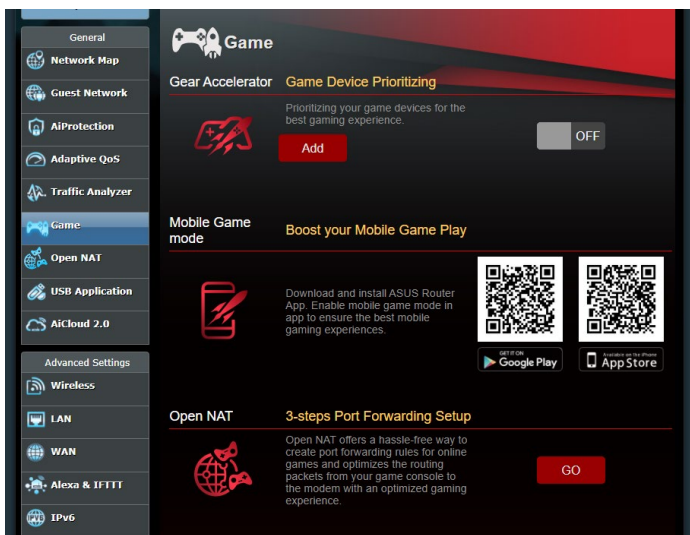 General
Network Map
Guest Network
AiProtection
Adaptive QoS
Traffic Analyzer
Game
Open NAT
USB Application
AiCloud 2.0
Advanced Settings
Wireless
LAN
WAN
Alexa & IFTTT
IPv6
Game
Gear Accelerator
Game Device Prioritizing
Prioritizing your game devices for the
best gaming experience.
Add
OFF
Mobile Game
mode
Boost your Mobile Game Play
Download and install ASUS Router
App. Enable mobile game mode in
app to ensure the best mobile
gaming experiences.
GET IT ON
Google Play
Available on the iPhone
App Store
Open NAT
3-steps Port Forwarding Setup
Open NAT offers a hassle-free way to
create port forwarding rules for online
games and optimizes the routing
packets from your game console to
the modem with an optimized gaming
experience.
GO